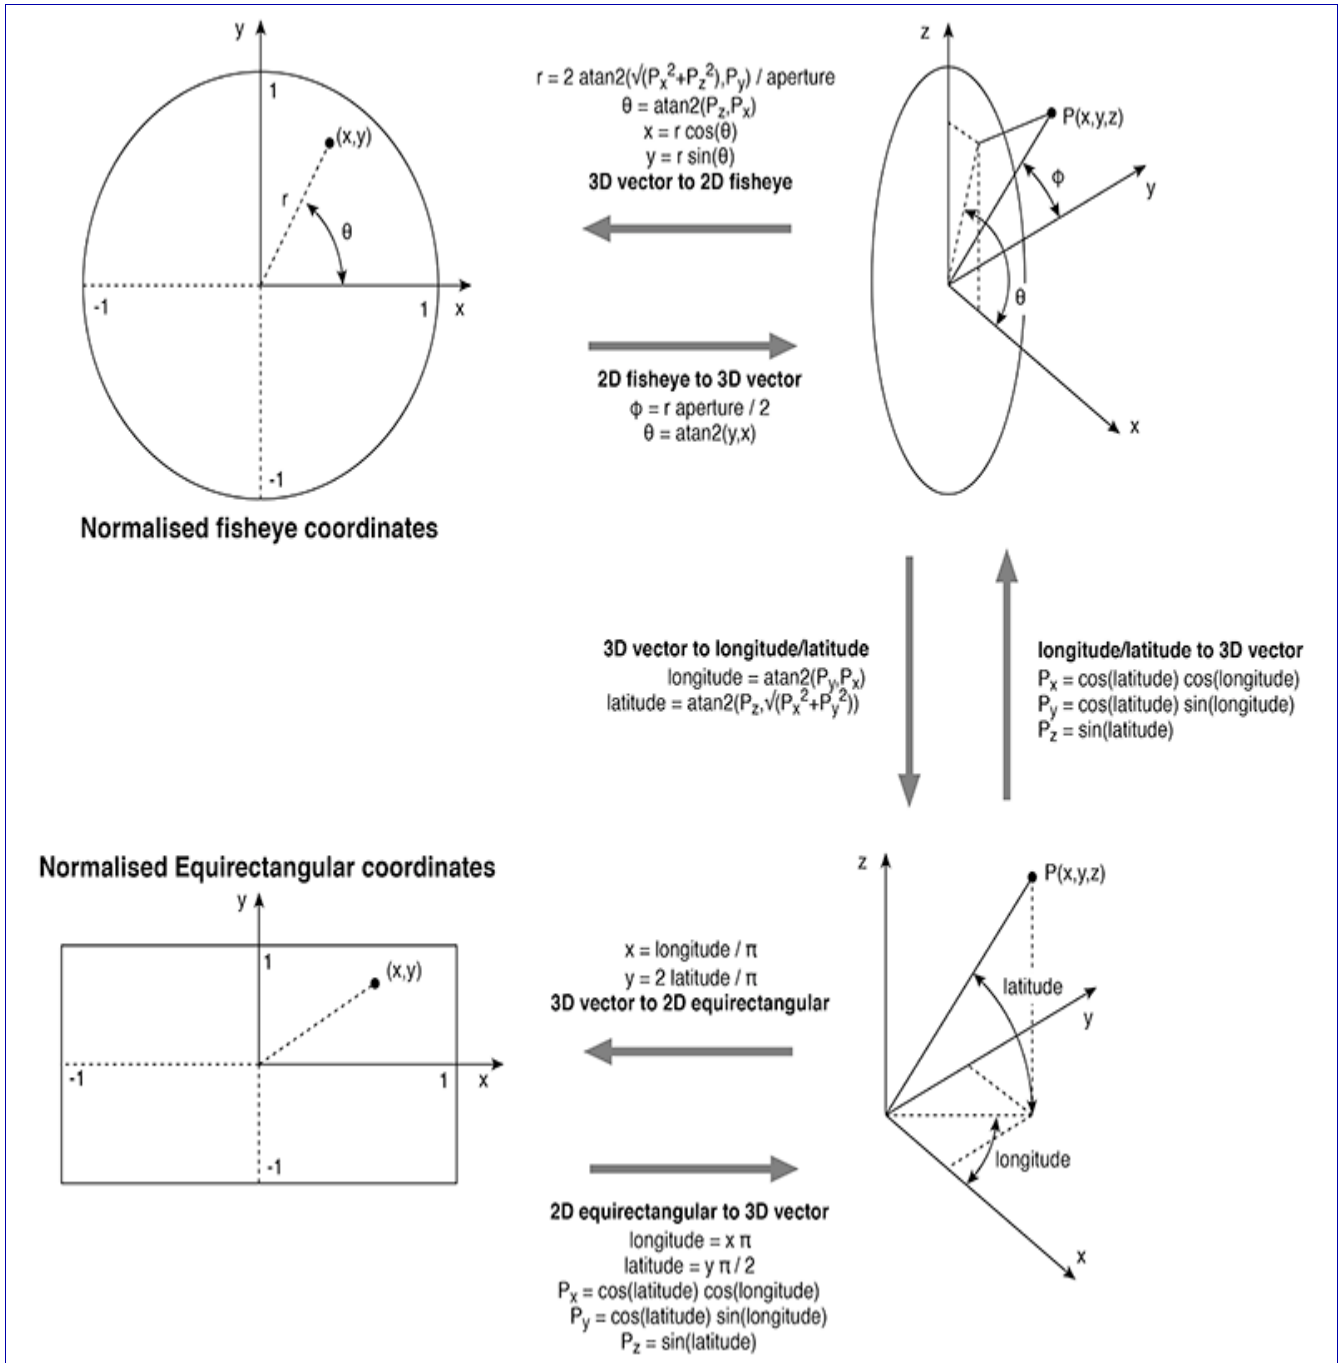 y
1
(x,y)
r
θ
-1
1
x
-1
Normalised fisheye coordinates
r = 2 atan2(√(Px²+Pz²),Py) / aperture
θ = atan2(Pz,Px)
x = r cos(θ)
y = r sin(θ)
3D vector to 2D fisheye
2D fisheye to 3D vector
ϕ = r aperture / 2
θ = atan2(y,x)
z
P(x,y,z)
ϕ
y
θ
x
3D vector to longitude/latitude
longitude = atan2(Py,Px)
latitude = atan2(Pz,√(Px²+Py²))
longitude/latitude to 3D vector
Px = cos(latitude) cos(longitude)
Py = cos(latitude) sin(longitude)
Pz = sin(latitude)
Normalised Equirectangular coordinates
y
1
(x,y)
-1
1
x
-1
x = longitude / π
y = 2 latitude / π
3D vector to 2D equirectangular
2D equirectangular to 3D vector
longitude = x π
latitude = y π / 2
Px = cos(latitude) cos(longitude)
Py = cos(latitude) sin(longitude)
Pz = sin(latitude)
z
P(x,y,z)
latitude
y
longitude
x